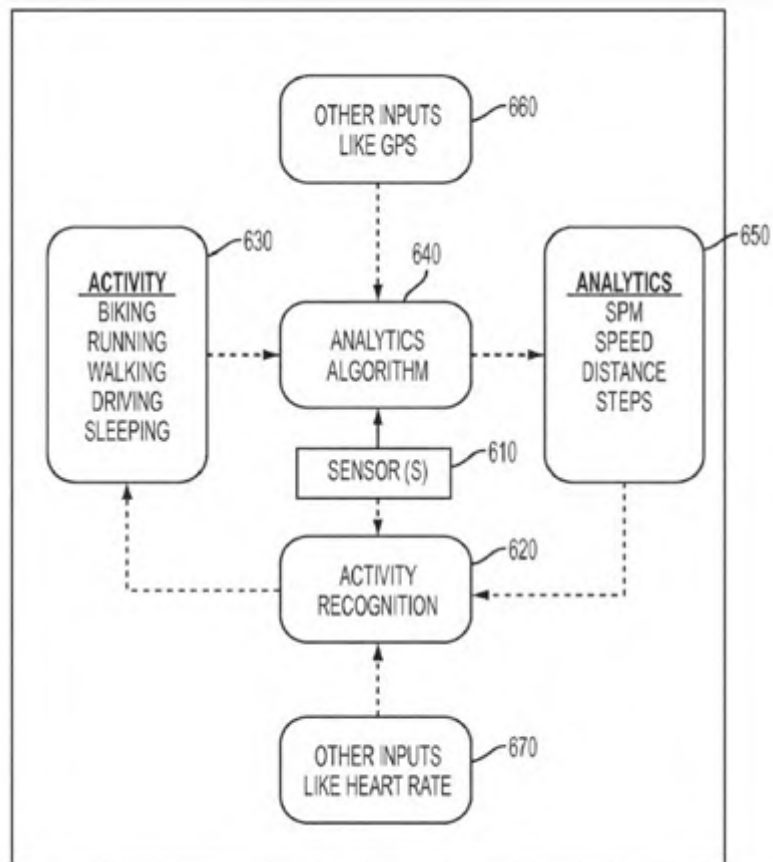 OTHER INPUTS
LIKE GPS
660
630
ACTIVITY
BIKING
RUNNING
WALKING
DRIVING
SLEEPING
640
ANALYTICS
ALGORITHM
650
ANALYTICS
SPM
SPEED
DISTANCE
STEPS
SENSOR (S)
610
620
ACTIVITY
RECOGNITION
OTHER INPUTS
LIKE HEART RATE
670